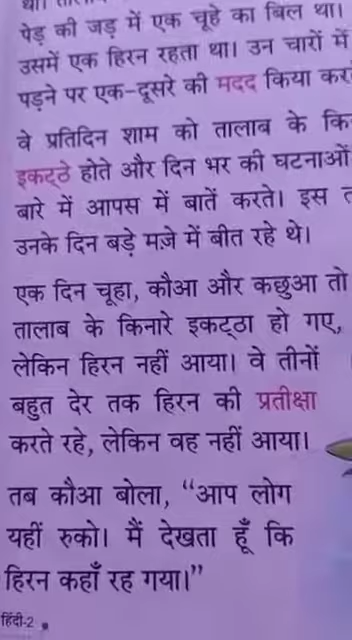 पेड़ की जड़ में एक चूहे का बिल था।
उसमें एक हिरन रहता था। उन चारों में
पड़ने पर एक-दूसरे की मदद किया
वे प्रतिदिन शाम को तालाब के
इकट्ठे होते और दिन भर की घटनाओं
बारे में आपस में बातें करते। इस
उनके दिन बड़े मज़े में बीत रहे थे।
एक दिन चूहा, कौआ और कछुआ तो
तालाब के किनारे इकट्ठा हो गए,
लेकिन हिरन नहीं आया। वे तीनों
बहुत देर तक हिरन की प्रतीक्षा
करते रहे, लेकिन वह नहीं आया।
तब कौआ बोला, “आप लोग
यहीं रुको। मैं देखता हूँ कि
हिरन कहाँ रह गया।”
हिंदी-2